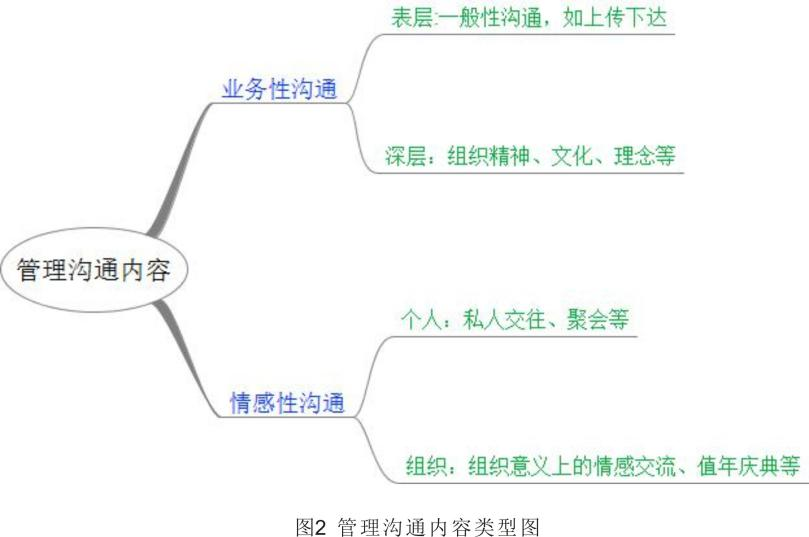 表层:一般性沟通，如上传下达
业务性沟通
深层：组织精神、文化、理念等
管理沟通内容
个人：私人交往、聚会等
情感性沟通
组织：组织意义上的情感交流、值年庆典等
图2 管理沟通内容类型图